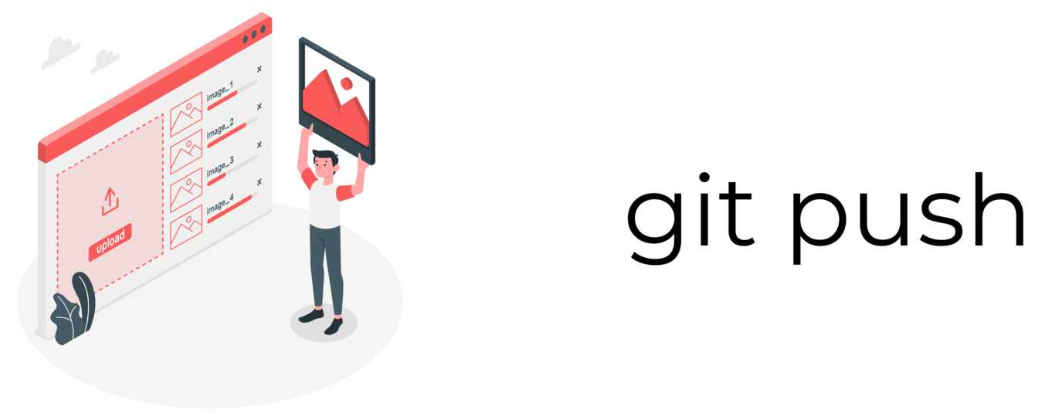 image_1
x
image_2
x
image_3
x
image_4
x
upload
git push